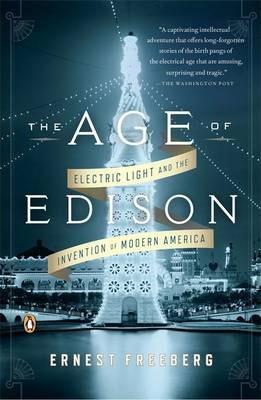 "A captivating intellectual
adventure that offers long-forgotten
stories of the birth pangs of
the electrical age that are amusing,
surprising and tragic."
—THE WASHINGTON POST
THE AGE OF
ELECTRIC LIGHT AND THE
EDISON
INVENTION OF MODERN AMERICA
ERNEST FREEBERG